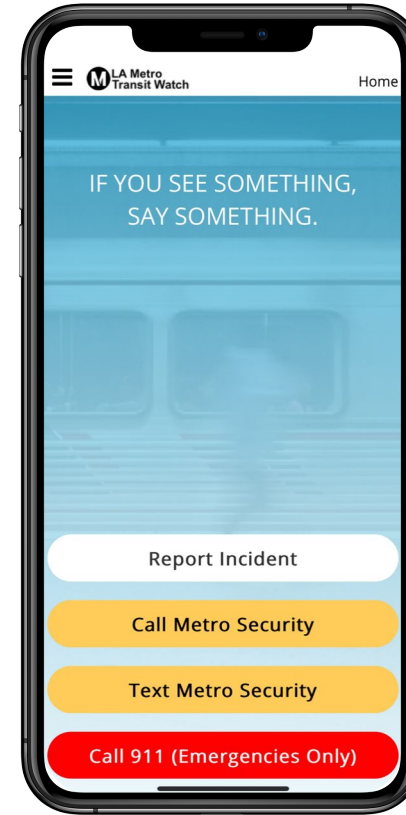 LA Metro
Transit Watch
Home
IF YOU SEE SOMETHING,
SAY SOMETHING.
Report Incident
Call Metro Security
Text Metro Security
Call 911 (Emergencies Only)